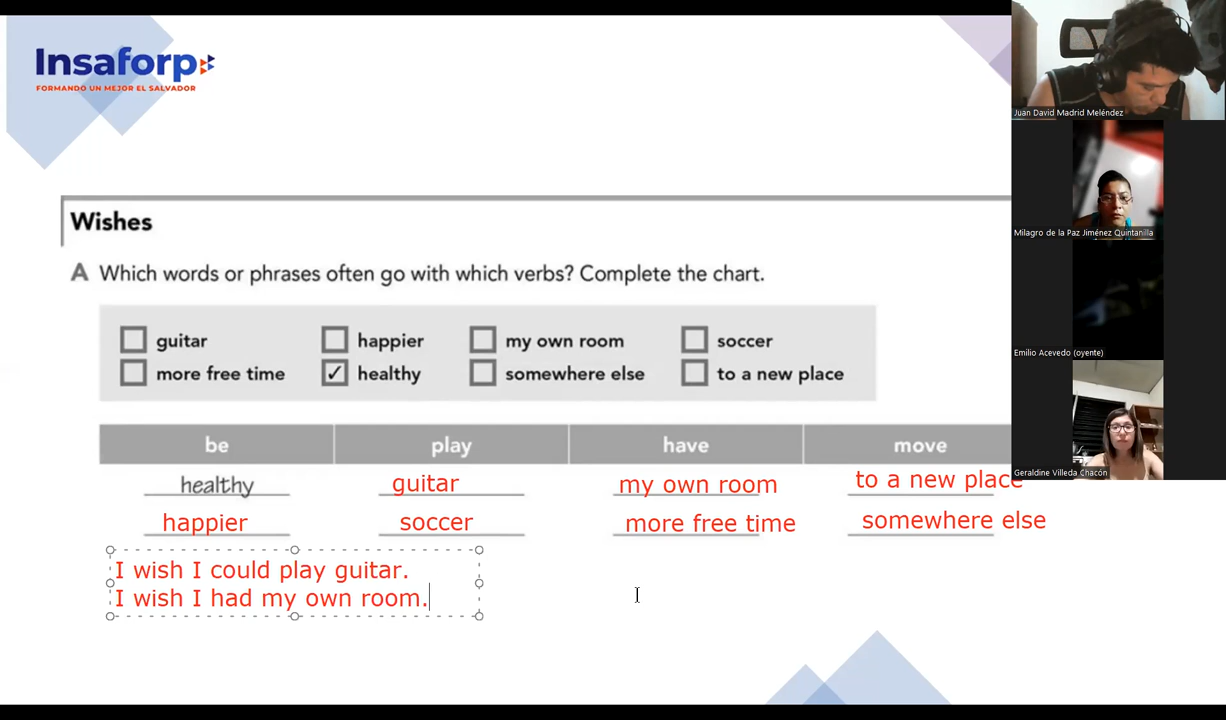 Insaforp
FORMANDO UN MEJOR EL SALVADOR
Wishes
A Which words or phrases often go with which verbs? Complete the chart.
guitar happier my own room soccer
more free time ✓ healthy somewhere else to a new place
be play have move
healthy guitar my own room to a new place
happier soccer more free time somewhere else
I wish I could play guitar.
I wish I had my own room.
Juan David Madrid Meléndez
Milagro de la Paz Jiménez Quintanilla
Emilio Acevedo (oyente)
Geraldine Villeda Chacón